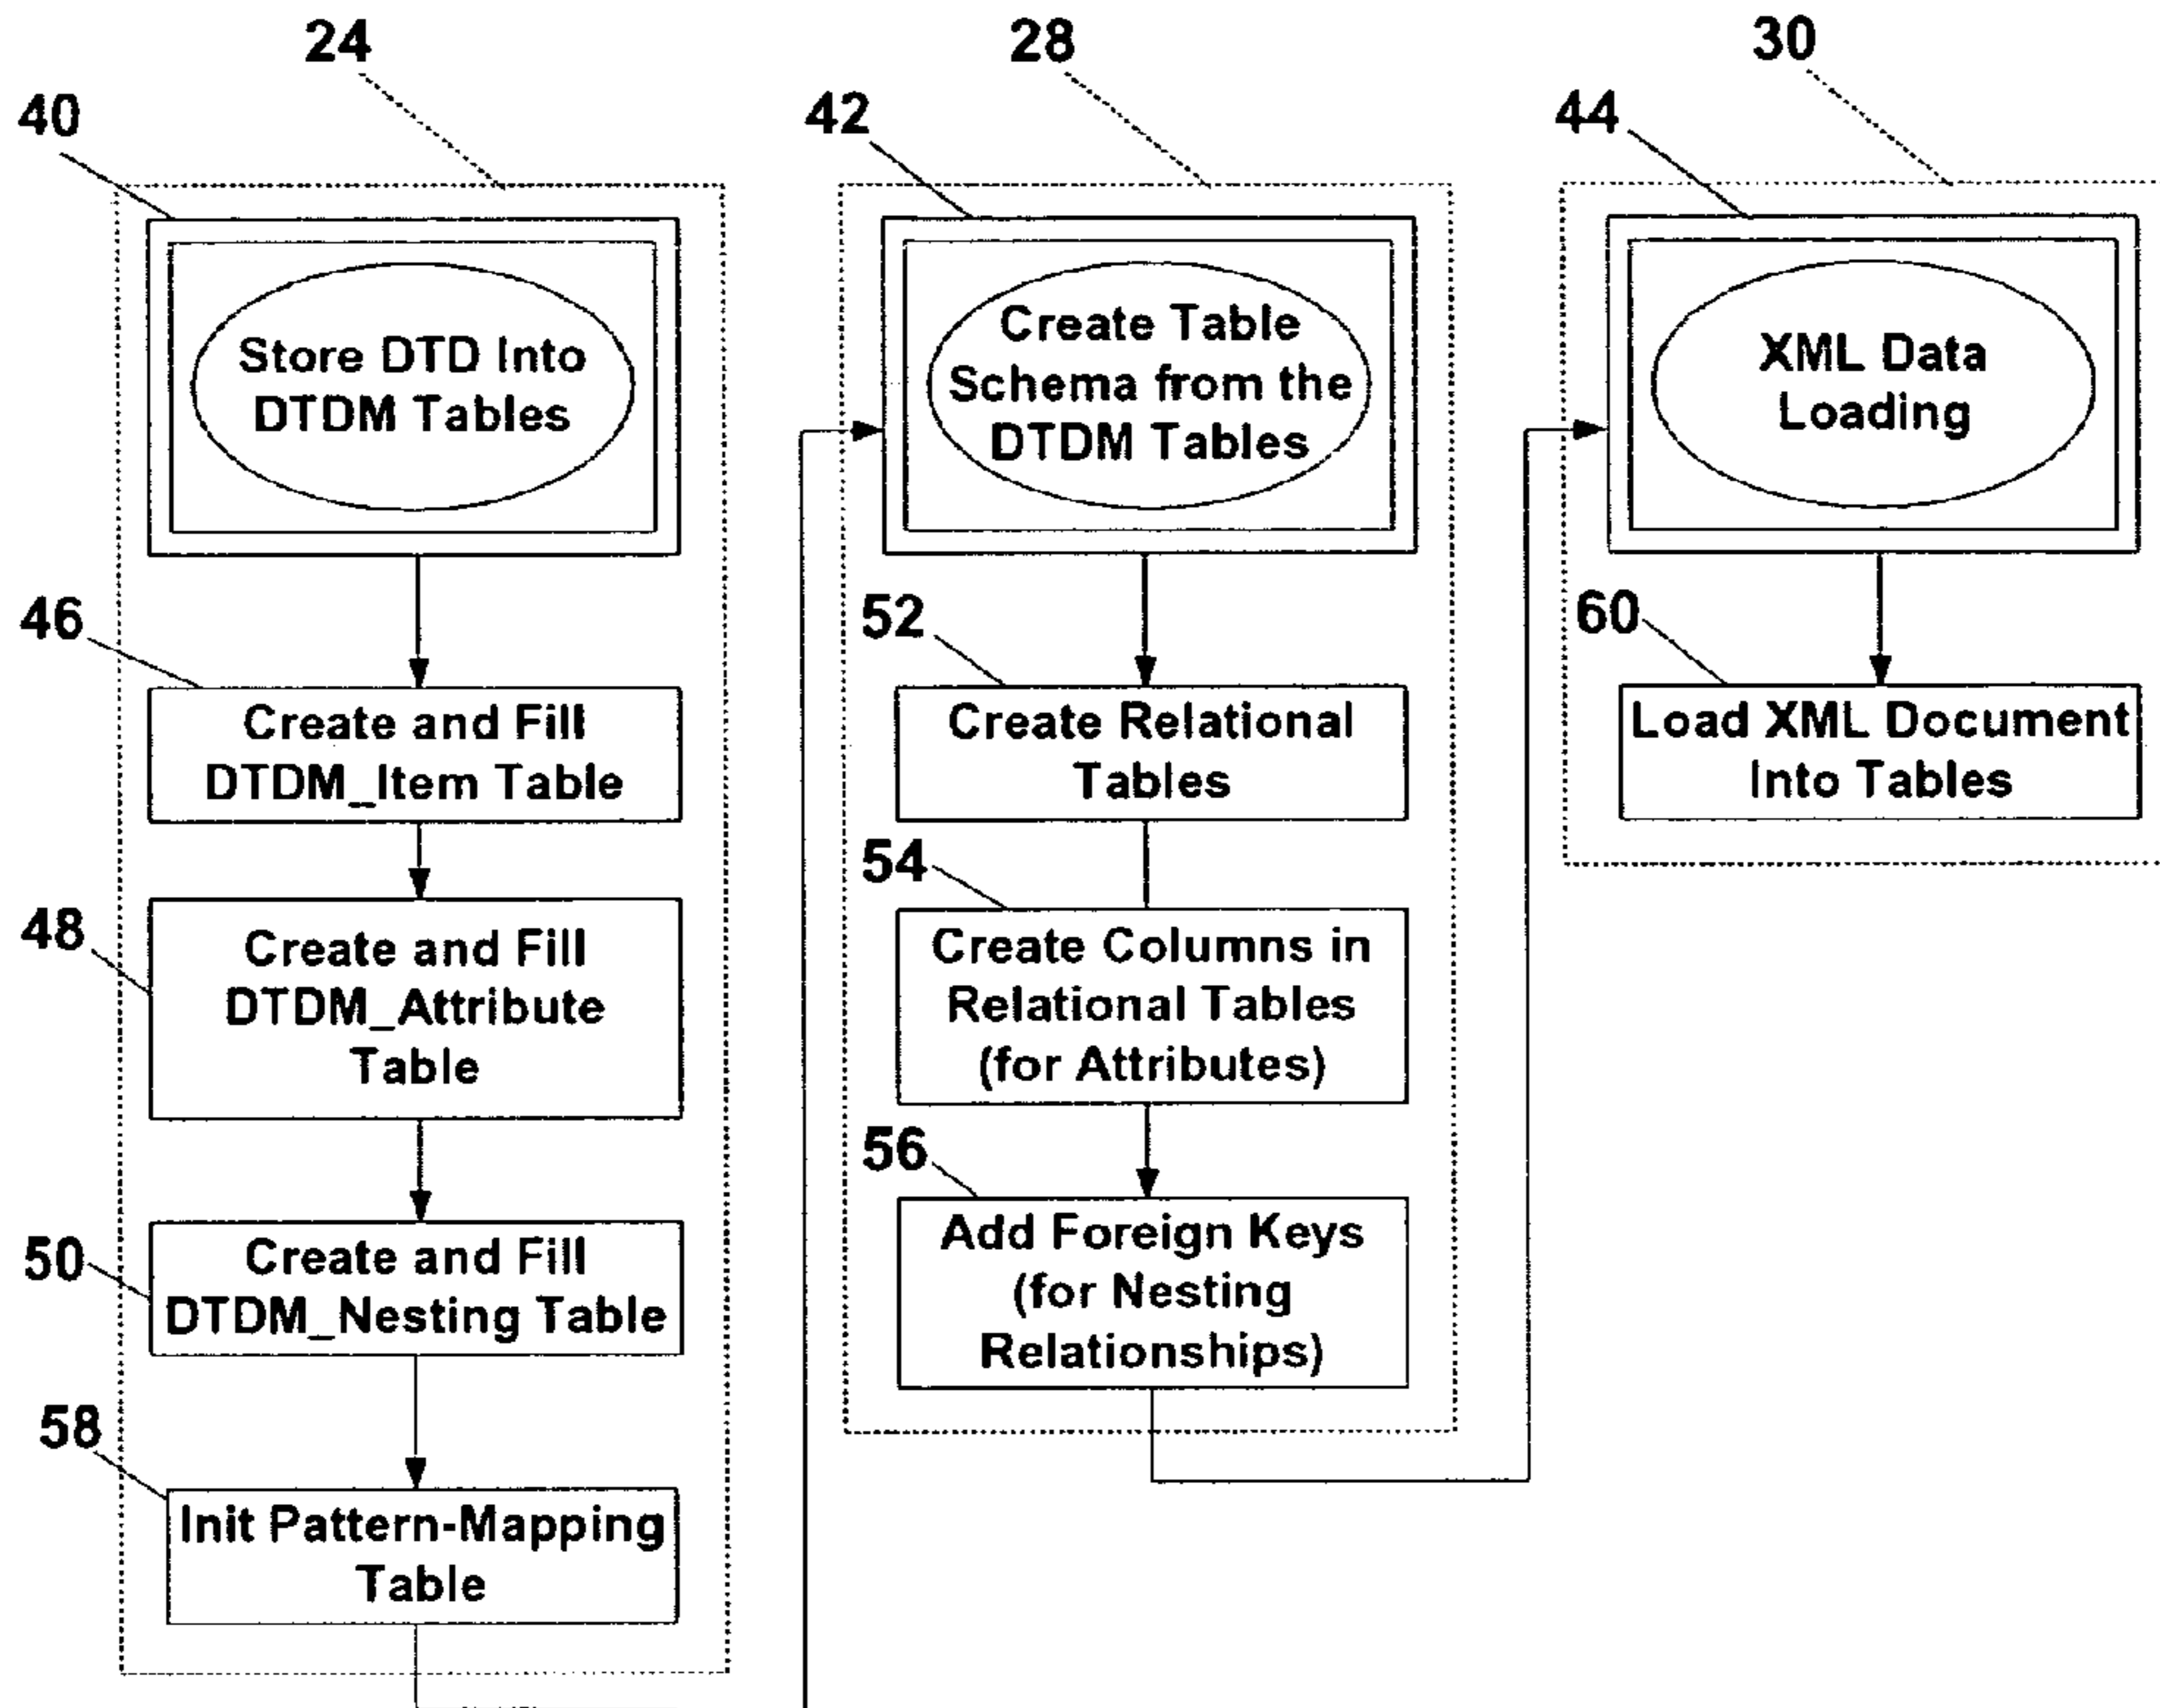 24
40
Store DTD Into
DTDM Tables
46
Create and Fill
DTDM_Item Table
48
Create and Fill
DTDM_Attribute
Table
50
Create and Fill
DTDM_Nesting Table
58
Init Pattern-Mapping
Table
28
42
Create Table
Schema from the
DTDM Tables
52
Create Relational
Tables
54
Create Columns in
Relational Tables
(for Attributes)
56
Add Foreign Keys
(for Nesting
Relationships)
30
44
XML Data
Loading
60
Load XML Document
Into Tables